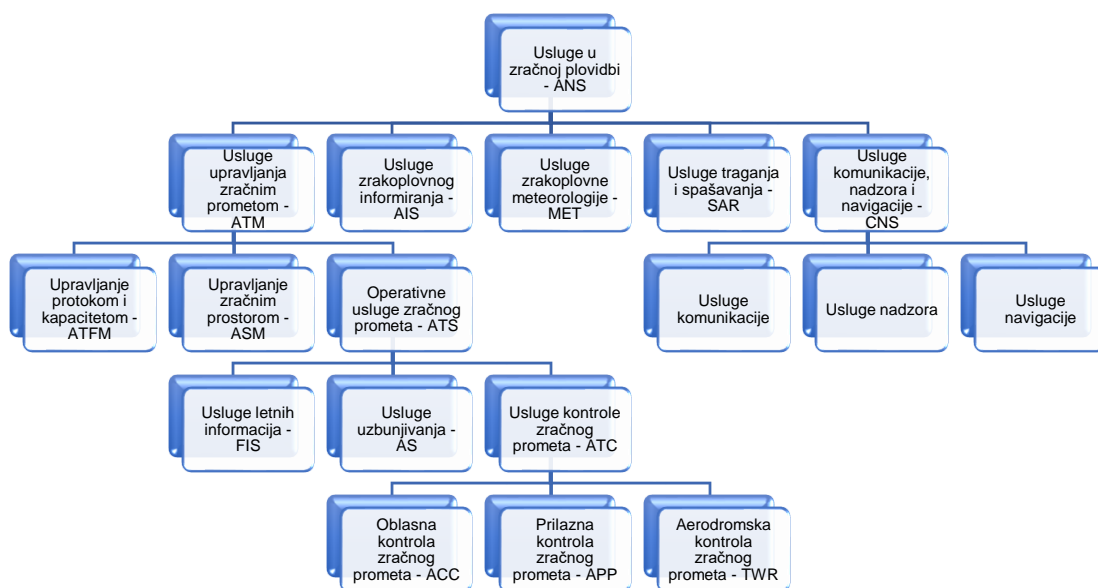 Usluge u
zračnoj plovidbi
- ANS
Usluge
upravljanja
zračnim
prometom -
ATM
Usluge
zrakoplovnog
informiranja -
AIS
Usluge
zrakoplovne
meteorologije -
MET
Usluge traganja
i spašavanja -
SAR
Usluge
komunikacije,
nadzora i
navigacije -
CNS
Upravljanje
protokom i
kapacitetom -
ATFM
Upravljanje
zračnim
prostorom -
ASM
Operativne
usluge zračnog
prometa - ATS
Usluge
komunikacije
Usluge nadzora
Usluge
navigacije
Usluge letnih
informacija -
FIS
Usluge
uzbunjivanja -
AS
Usluge kontrole
zračnog
prometa - ATC
Oblasna
kontrola
zračnog
prometa - ACC
Prilazna
kontrola
zračnog
prometa - APP
Aerodromska
kontrola
zračnog
prometa - TWR